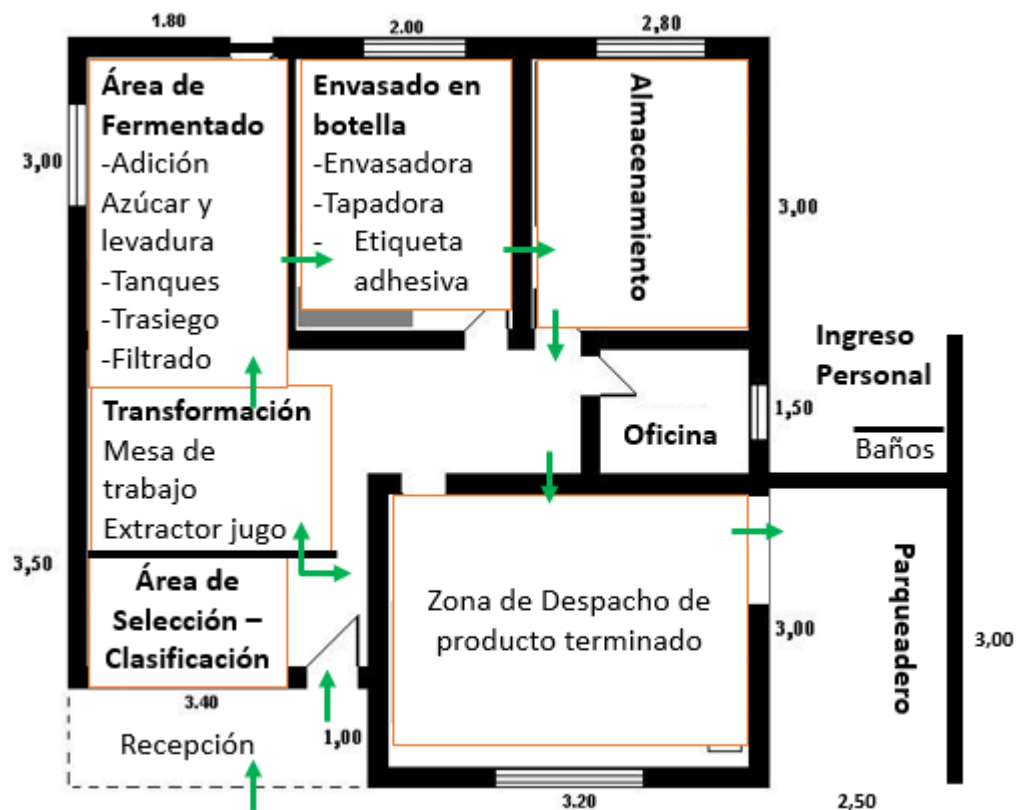 1.80
2.00
2,80
Área de
Fermentado
-Adición
Azúcar y
levadura
-Tanques
-Trasiego
-Filtrado
Envasado en
botella
-Envasadora
-Tapadora
- Etiqueta
adhesiva
Almacenamiento
3,00
3,00
Ingreso
Personal
1,50
Baños
Oficina
Transformación
Mesa de
trabajo
Extractor jugo
3,50
Área de
Selección –
Clasificación
Zona de Despacho de
producto terminado
3,00
Parqueadero
3,00
3.40
Recepción
1,00
3.20
2,50